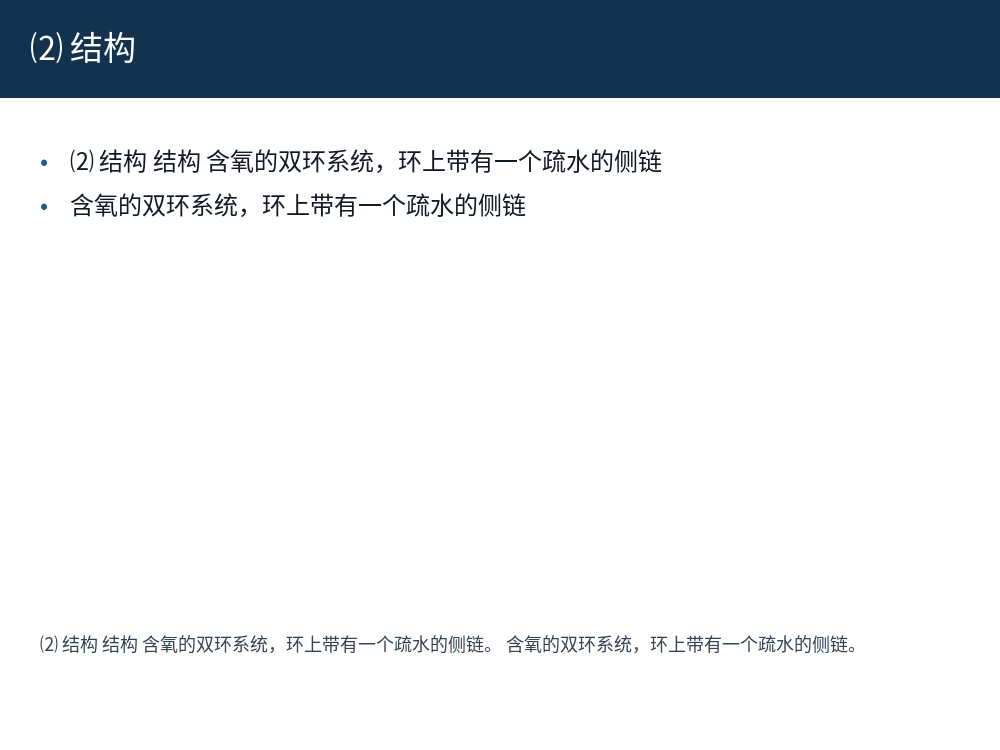 ⑵ 结构
• ⑵ 结构 结构 含氧的双环系统，环上带有一个疏水的侧链
• 含氧的双环系统，环上带有一个疏水的侧链
⑵ 结构 结构 含氧的双环系统，环上带有一个疏水的侧链。 含氧的双环系统，环上带有一个疏水的侧链。